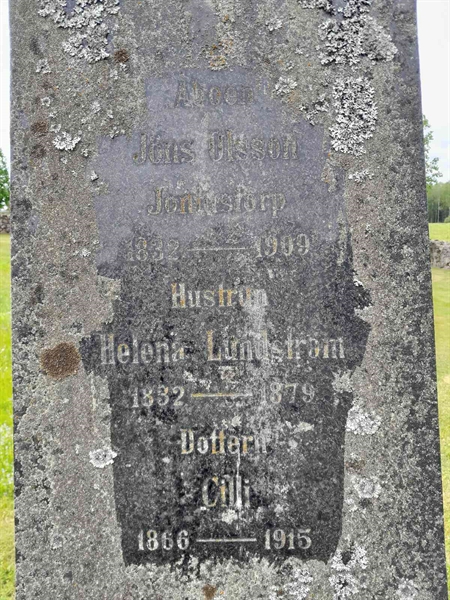 Jöns Olsson
1832 — 1909
Hustrun
Helena Lundström
1832 — 1879
Dottern
Cilli
1866 — 1915